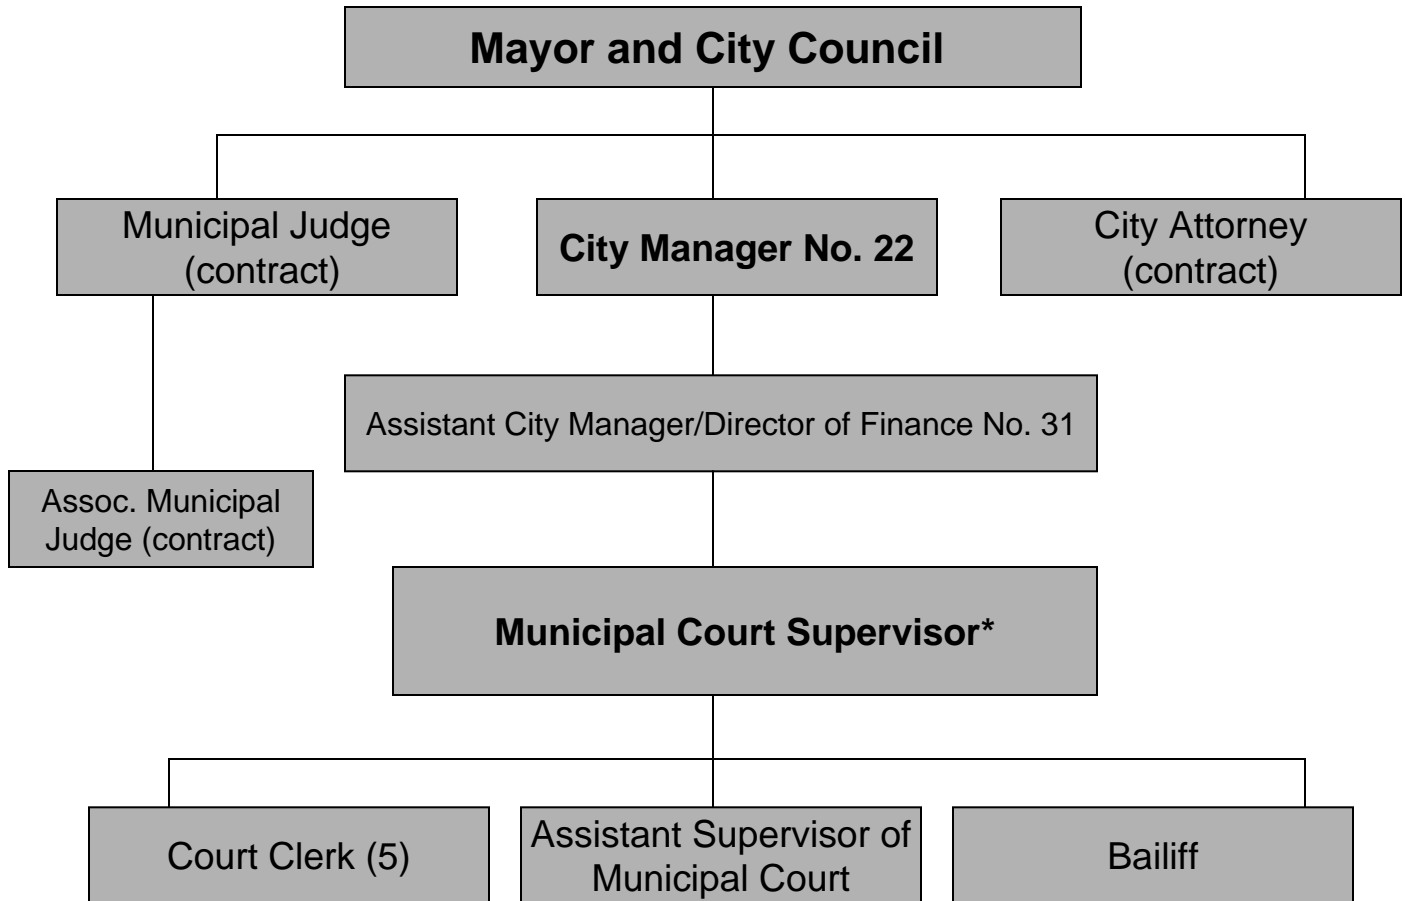 Mayor and City Council
Municipal Judge
(contract)
City Manager No. 22
City Attorney
(contract)
Assistant City Manager/Director of Finance No. 31
Assoc. Municipal
Judge (contract)
Municipal Court Supervisor*
Court Clerk (5)
Assistant Supervisor of
Municipal Court
Bailiff